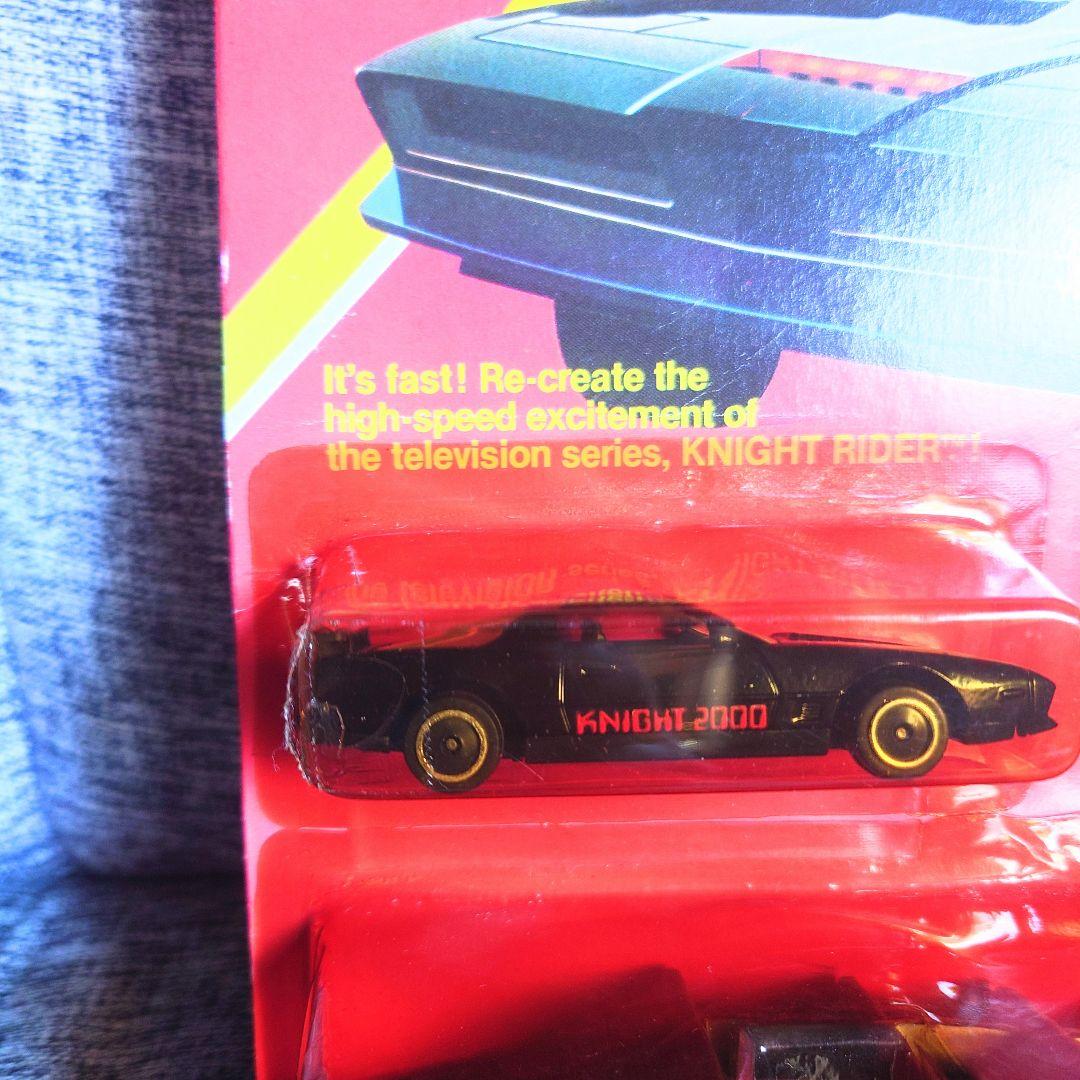 It's fast! Re-create the
high-speed excitement of
the television series, KNIGHT RIDER™!
KNIGHT 2000